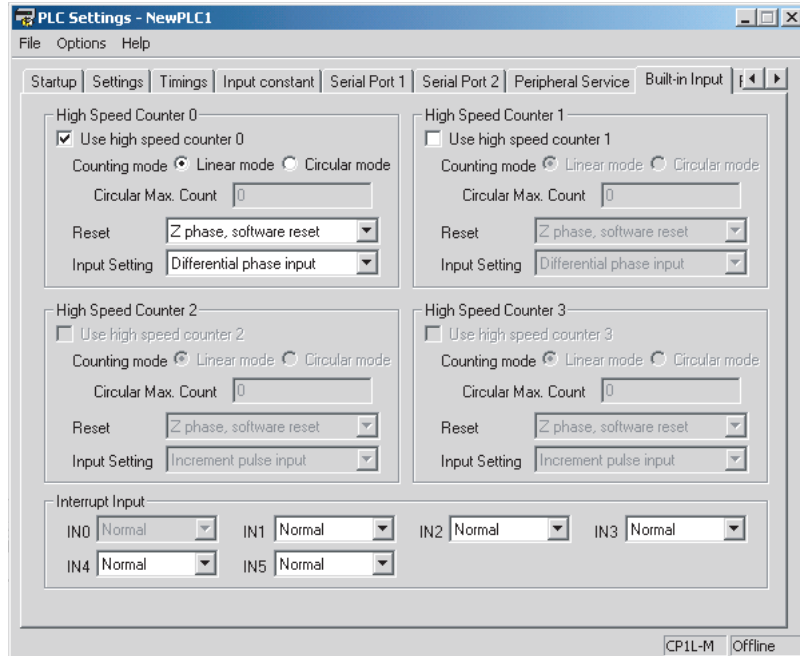 PLC Settings - NewPLC1
File Options Help
Startup Settings Timings Input constant Serial Port 1 Serial Port 2 Peripheral Service Built-in Input
High Speed Counter 0
Use high speed counter 0
Counting mode Linear mode Circular mode
Circular Max. Count 0
Reset Z phase, software reset
Input Setting Differential phase input
High Speed Counter 1
Use high speed counter 1
Counting mode Linear mode Circular mode
Circular Max. Count 0
Reset Z phase, software reset
Input Setting Differential phase input
High Speed Counter 2
Use high speed counter 2
Counting mode Linear mode Circular mode
Circular Max. Count 0
Reset Z phase, software reset
Input Setting Increment pulse input
High Speed Counter 3
Use high speed counter 3
Counting mode Linear mode Circular mode
Circular Max. Count 0
Reset Z phase, software reset
Input Setting Increment pulse input
Interrupt Input
IN0 Normal IN1 Normal IN2 Normal IN3 Normal
IN4 Normal IN5 Normal
CP1L-M Offline